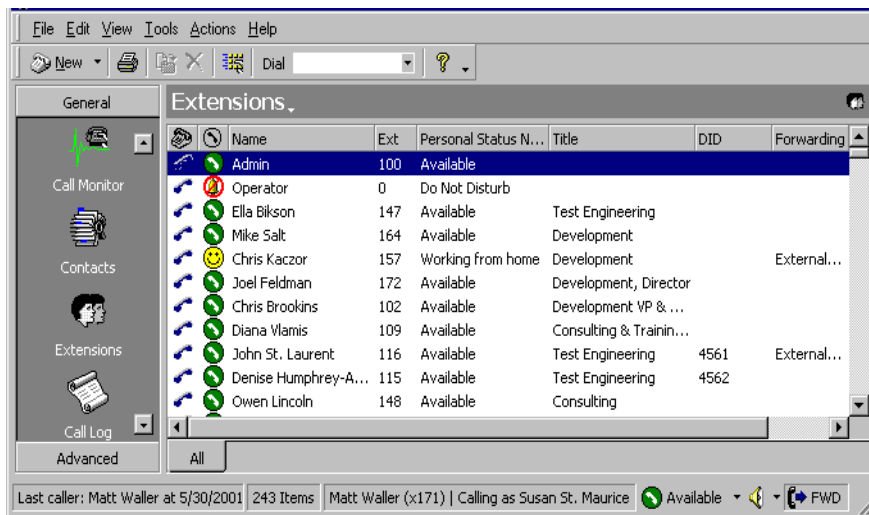 File Edit View Tools Actions Help
New Dial
General Extensions
Name Ext Personal Status N... Title DID Forwarding
Admin 100 Available
Operator 0 Do Not Disturb
Ella Bikson 147 Available Test Engineering
Mike Salt 164 Available Development
Chris Kaczor 157 Working from home Development External...
Joel Feldman 172 Available Development, Director
Chris Brookins 102 Available Development VP & ...
Diana Vlamis 109 Available Consulting & Trainin...
John St. Laurent 116 Available Test Engineering 4561 External...
Denise Humphrey-A... 115 Available Test Engineering 4562
Owen Lincoln 148 Available Consulting
Call Monitor
Contacts
Extensions
Call Log
Advanced
All
Last caller: Matt Waller at 5/30/2001 243 Items Matt Waller (x171) | Calling as Susan St. Maurice Available FWD